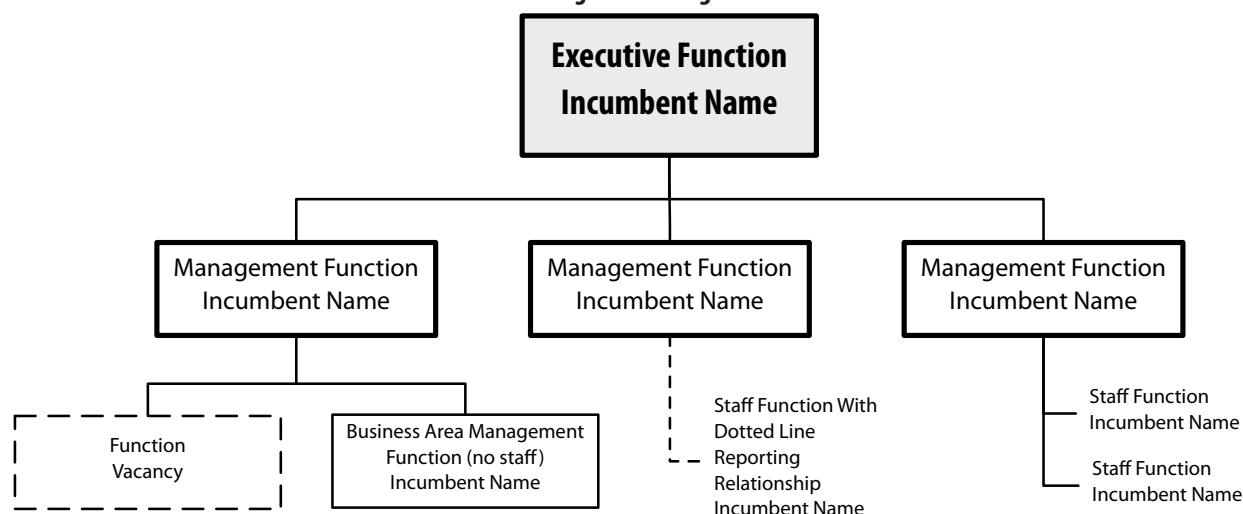 Executive Function
Incumbent Name
Management Function
Incumbent Name
Management Function
Incumbent Name
Management Function
Incumbent Name
Function
Vacancy
Business Area Management
Function (no staff)
Incumbent Name
Staff Function With
Dotted Line
Reporting
Relationship
Incumbent Name
Staff Function
Incumbent Name
Staff Function
Incumbent Name